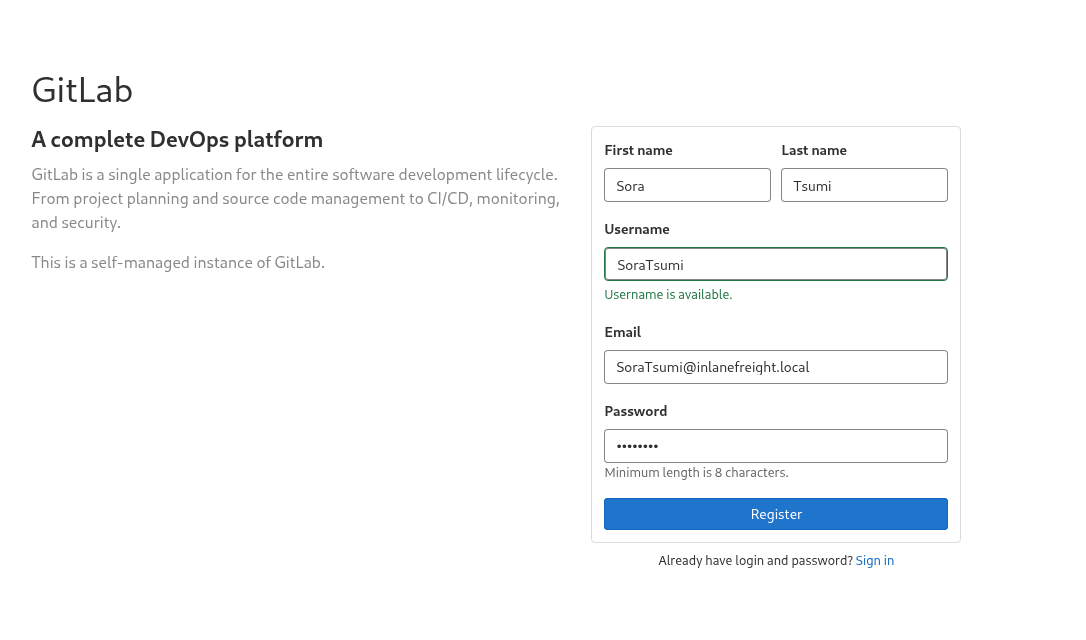 GitLab
A complete DevOps platform
GitLab is a single application for the entire software development lifecycle.
From project planning and source code management to CI/CD, monitoring,
and security.
This is a self-managed instance of GitLab.
First name
Last name
Sora
Tsumi
Username
SoraTsumi
Username is available.
Email
SoraTsumi@inlanefreight.local
Password
••••••••
Minimum length is 8 characters.
Register
Already have login and password? Sign in